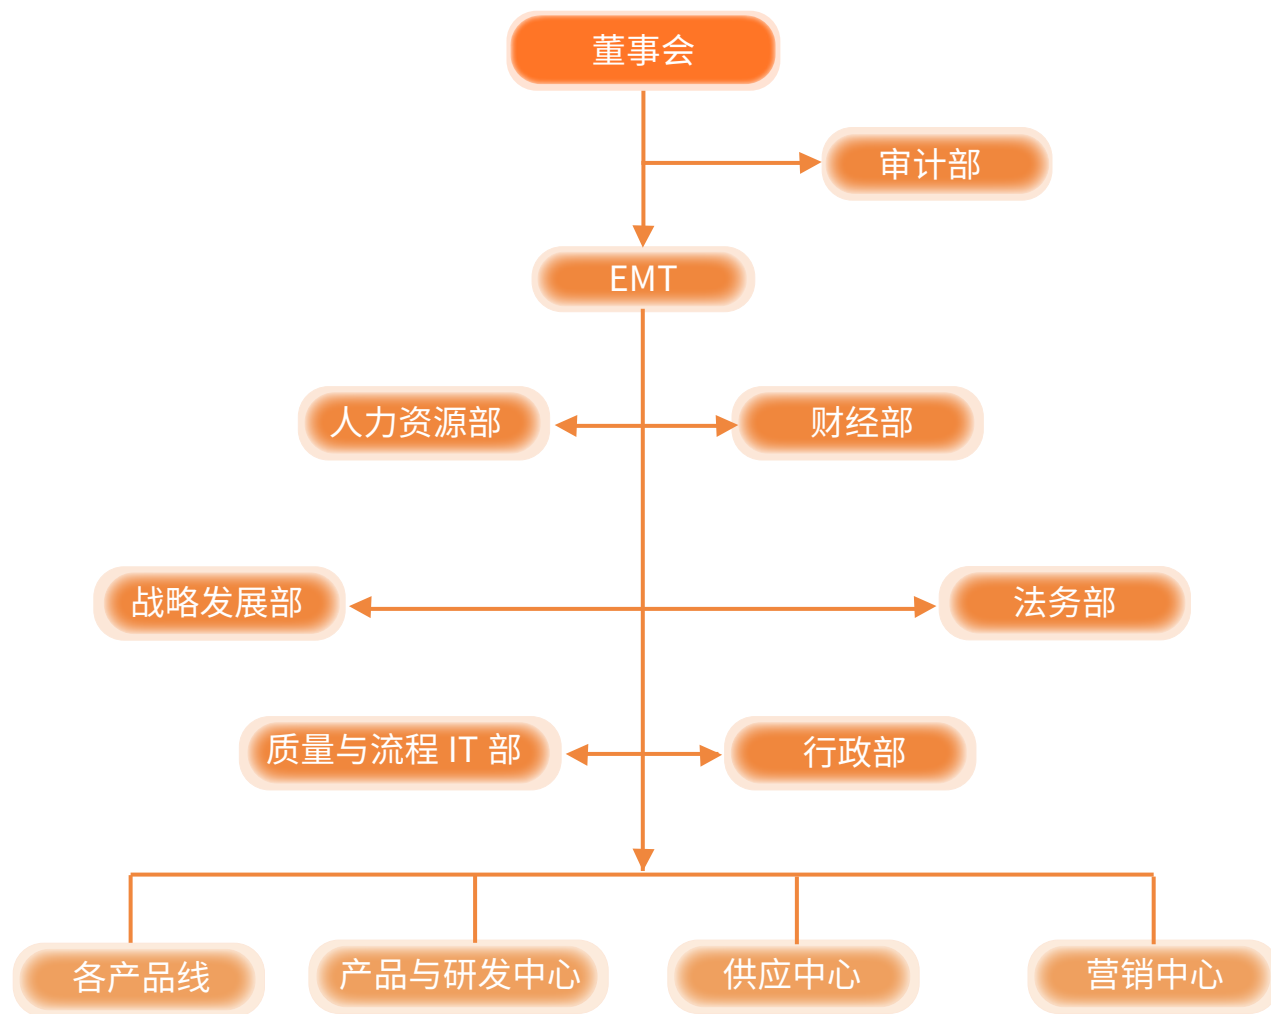 董事会
审计部
EMT
人力资源部
财经部
战略发展部
法务部
质量与流程 IT 部
行政部
各产品线
产品与研发中心
供应中心
营销中心